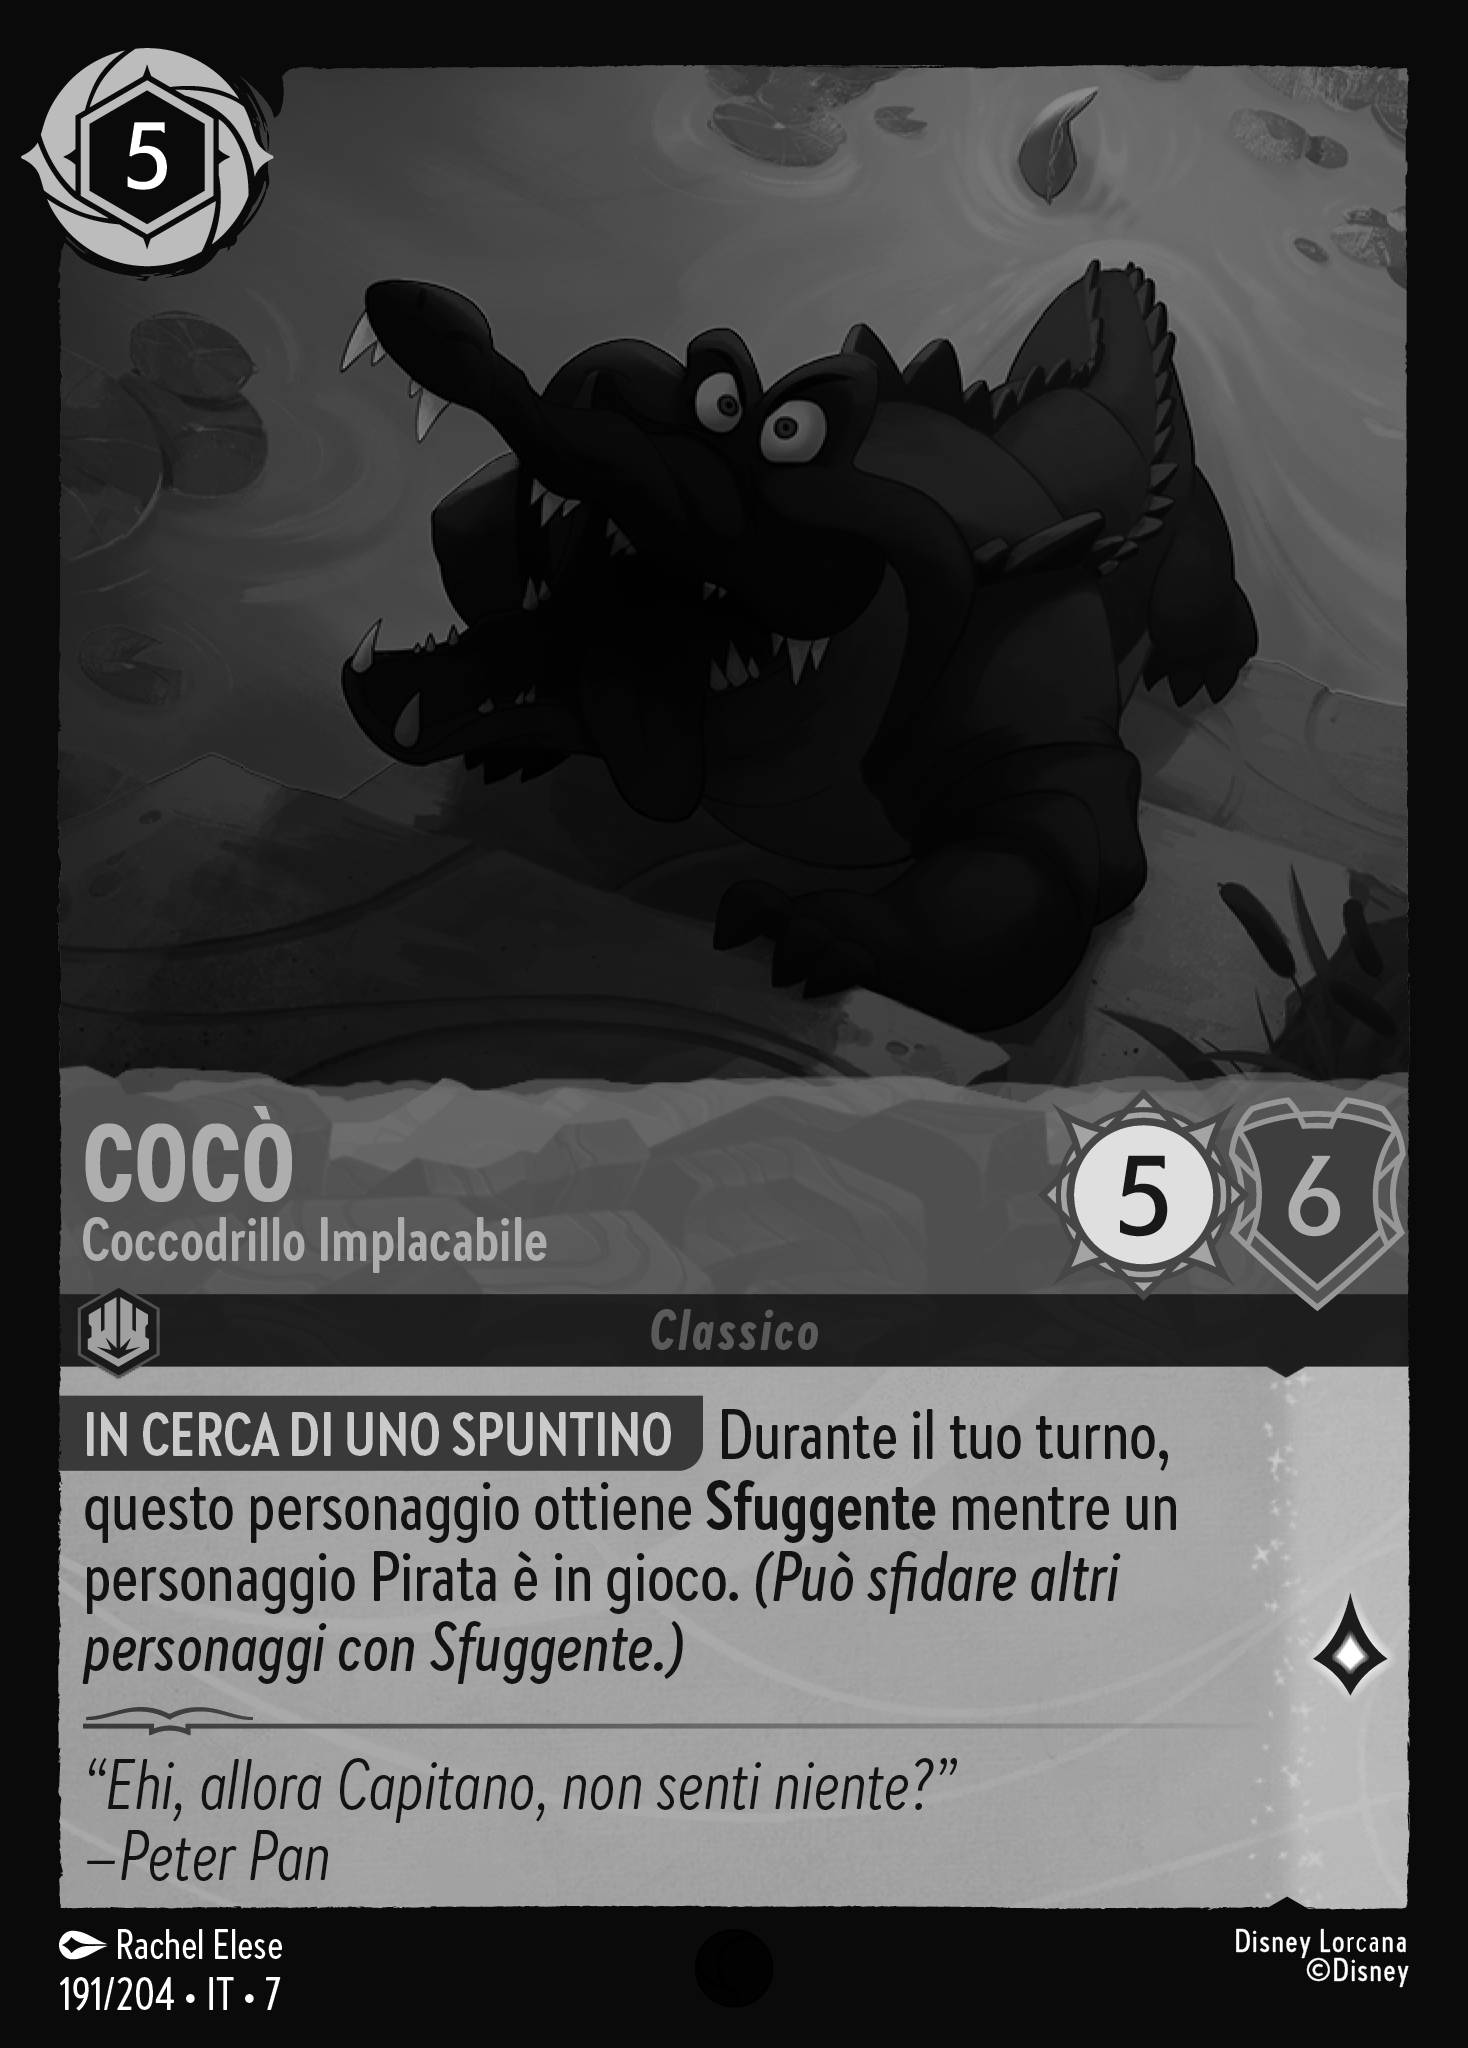 5
COCÒ
Coccodrillo Implacabile
5 6
Classico
IN CERCA DI UNO SPUNTINO Durante il tuo turno,
questo personaggio ottiene Sfuggente mentre un
personaggio Pirata è in gioco. (Può sfidare altri
personaggi con Sfuggente.)
“Ehi, allora Capitano, non senti niente?”
–Peter Pan
Rachel Elese
191/204 • IT • 7
Disney Lorcana
©Disney